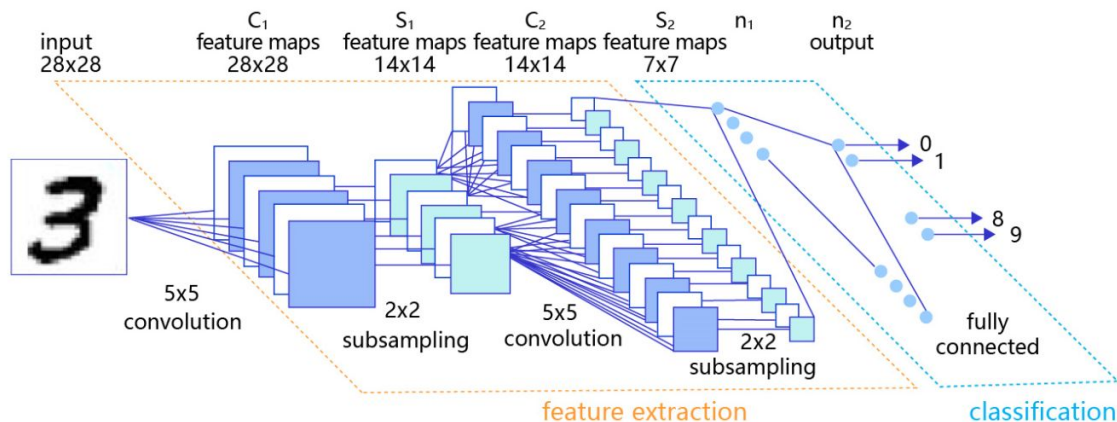 input
28x28
C₁
feature maps
28x28
S₁
feature maps
14x14
C₂
feature maps
14x14
S₂
feature maps
7x7
n₁
n₂
output
3
0
1
8
9
5x5
convolution
2x2
subsampling
5x5
convolution
2x2
subsampling
fully
connected
feature extraction
classification